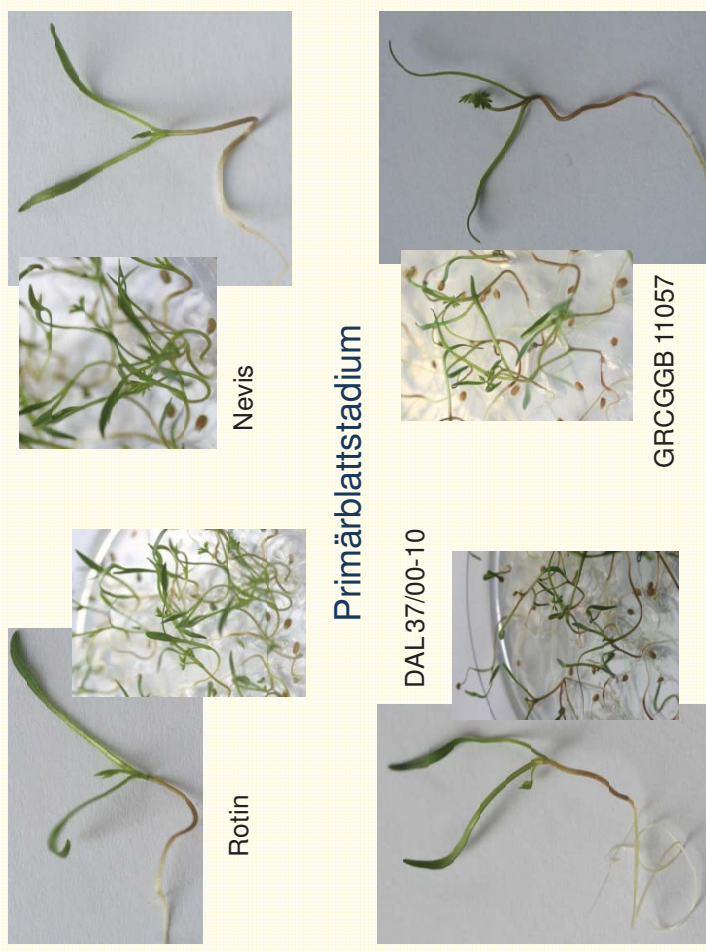 Rotin
Nevis
Primärblattstadium
DAL 37/00-10
GRCGGB 11057